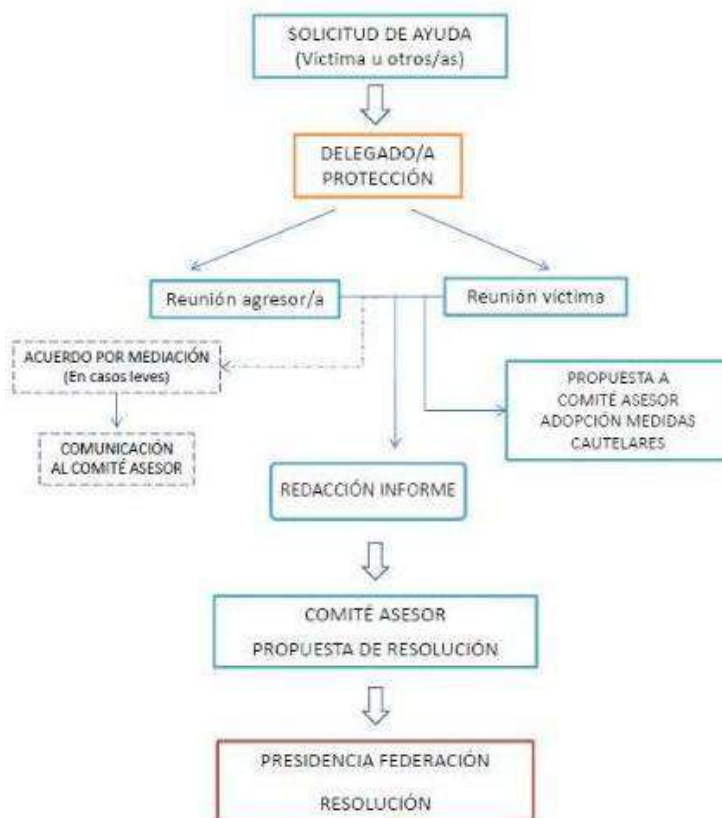 SOLICITUD DE AYUDA
(Víctima u otros/as)
DELEGADO/A
PROTECCIÓN
Reunión agresor/a
Reunión víctima
ACUERDO POR MEDIACIÓN
(En casos leves)
COMUNICACIÓN
AL COMITÉ ASESOR
PROPUESTA A
COMITÉ ASESOR
ADOPCIÓN MEDIDAS
CAUTELARES
REDACCIÓN INFORME
COMITÉ ASESOR
PROPUESTA DE RESOLUCIÓN
PRESIDENCIA FEDERACIÓN
RESOLUCIÓN